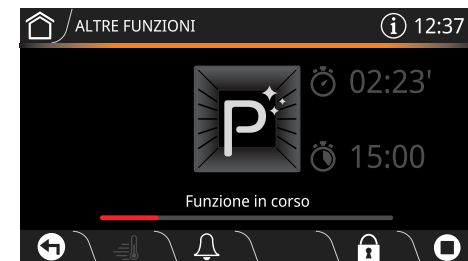 ALTRE FUNZIONI
i 12:37
P
02:23'
15:00
Funzione in corso